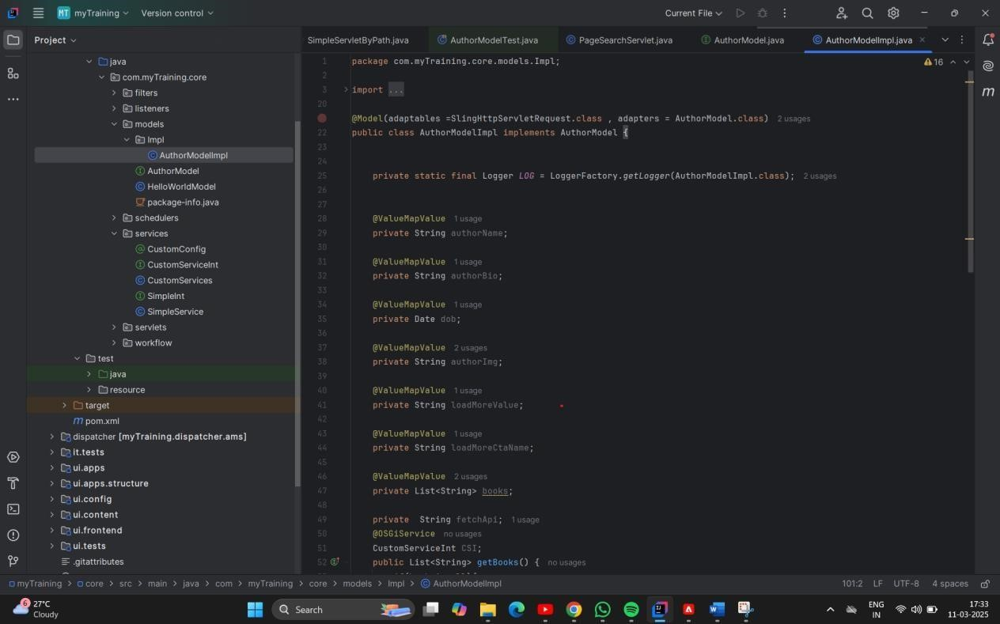 MT myTraining Version control Current File
Project
SimpleServletByPath.java AuthorModelTest.java PageSearchServlet.java AuthorModel.java AuthorModelImpl.java
java
com.myTraining.core
filters
listeners
models
Impl
AuthorModelImpl
AuthorModel
HelloWorldModel
package-info.java
schedulers
services
CustomConfig
CustomServiceInt
CustomServices
SimpleInt
SimpleService
servlets
workflow
test
java
resource
target
pom.xml
dispatcher [myTraining.dispatcher.ams]
it.tests
ui.apps
ui.apps.structure
ui.config
ui.content
ui.frontend
ui.tests
.gitattributes
16
1 package com.myTraining.core.models.Impl;
2
3 import ...
20
@Model(adaptables =SlingHttpServletRequest.class , adapters = AuthorModel.class) 2 usages
22 public class AuthorModelImpl implements AuthorModel {
23
24
25 private static final Logger LOG = LoggerFactory.getLogger(AuthorModelImpl.class); 2 usages
26
27
28 @ValueMapValue 1 usage
29 private String authorName;
30
31 @ValueMapValue 1 usage
32 private String authorBio;
33
34 @ValueMapValue 1 usage
35 private Date dob;
36
37 @ValueMapValue 2 usages
38 private String authorImg;
39
40 @ValueMapValue 1 usage
41 private String loadMoreValue;
42
43 @ValueMapValue 1 usage
44 private String loadMoreCtaName;
45
46 @ValueMapValue 2 usages
47 private List<String> books;
48
49 private String fetchApi; 1 usage
50 @OSGiService no usages
51 CustomServiceInt CSI;
52 public List<String> getBooks() { no usages
myTraining > core > src > main > java > com > myTraining > core > models > Impl > AuthorModelImpl 101:2 LF UTF-8 4 spaces
6 27°C
Cloudy
Search
ENG
IN
17:33
11-03-2025